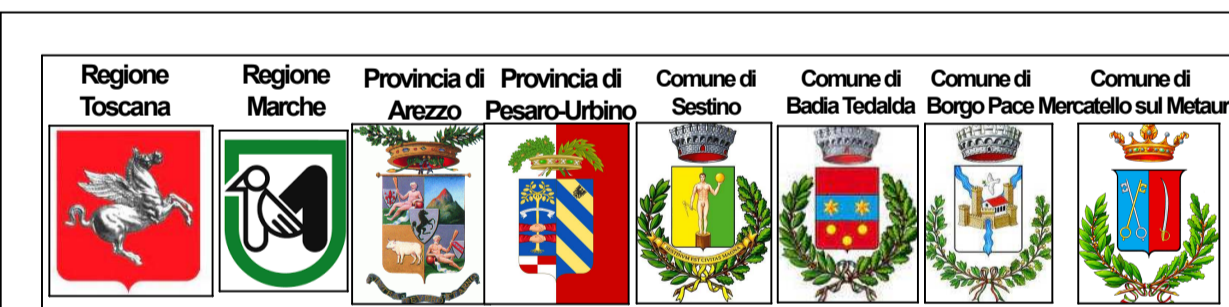 Regione Toscana
Regione Marche
Provincia di Arezzo
Provincia di Pesaro-Urbino
Comune di Sestino
Comune di Badia Tedalda
Comune di Borgo Pace
Comune di Mercatello sul Metaur